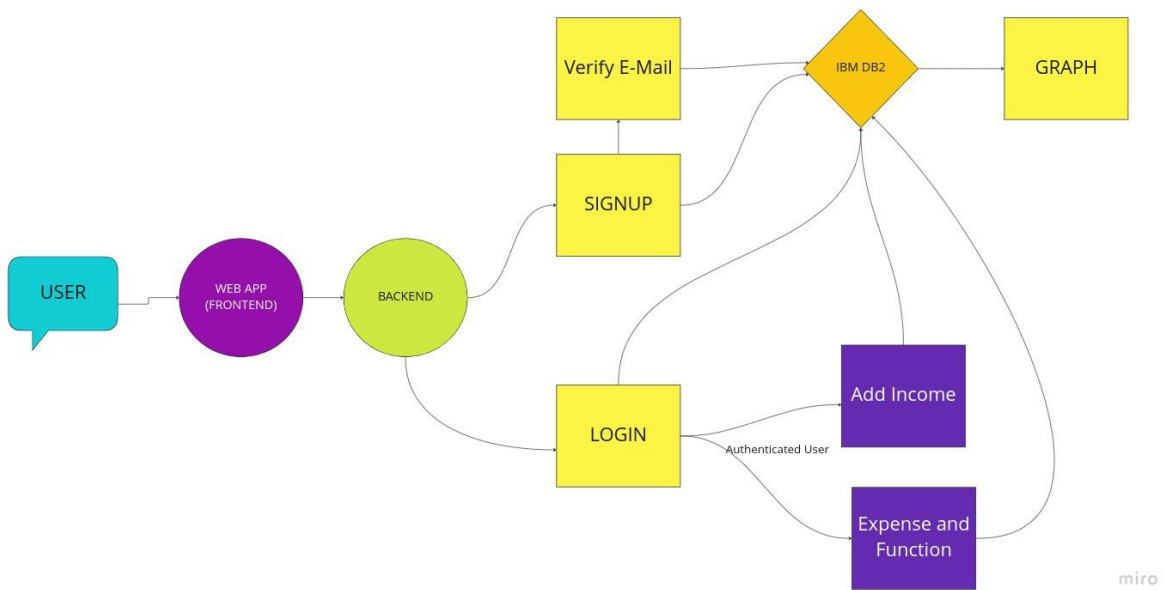 Verify E-Mail
IBM DB2
GRAPH
SIGNUP
USER
WEB APP
(FRONTEND)
BACKEND
Add Income
LOGIN
Authenticated User
Expense and
Function
miro